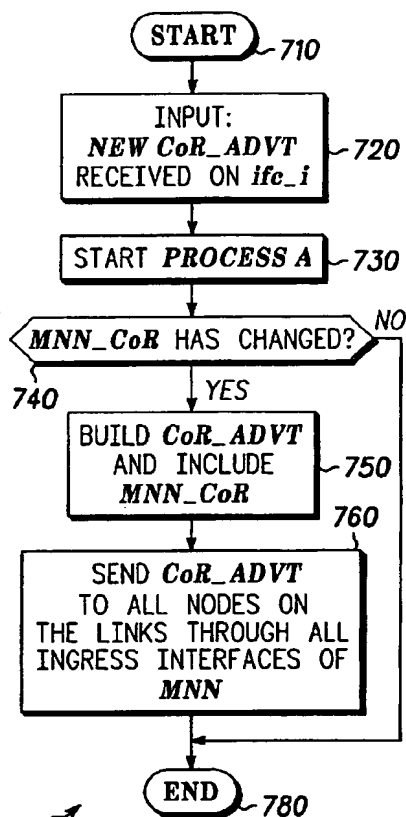 START
710
INPUT:
NEW CoR_ADVT
RECEIVED ON ifc_i
720
START PROCESS A
730
MNN_CoR HAS CHANGED?
NO
740
YES
BUILD CoR_ADVT
AND INCLUDE
MNN_CoR
750
760
SEND CoR_ADVT
TO ALL NODES ON
THE LINKS THROUGH ALL
INGRESS INTERFACES OF
MNN
END
780